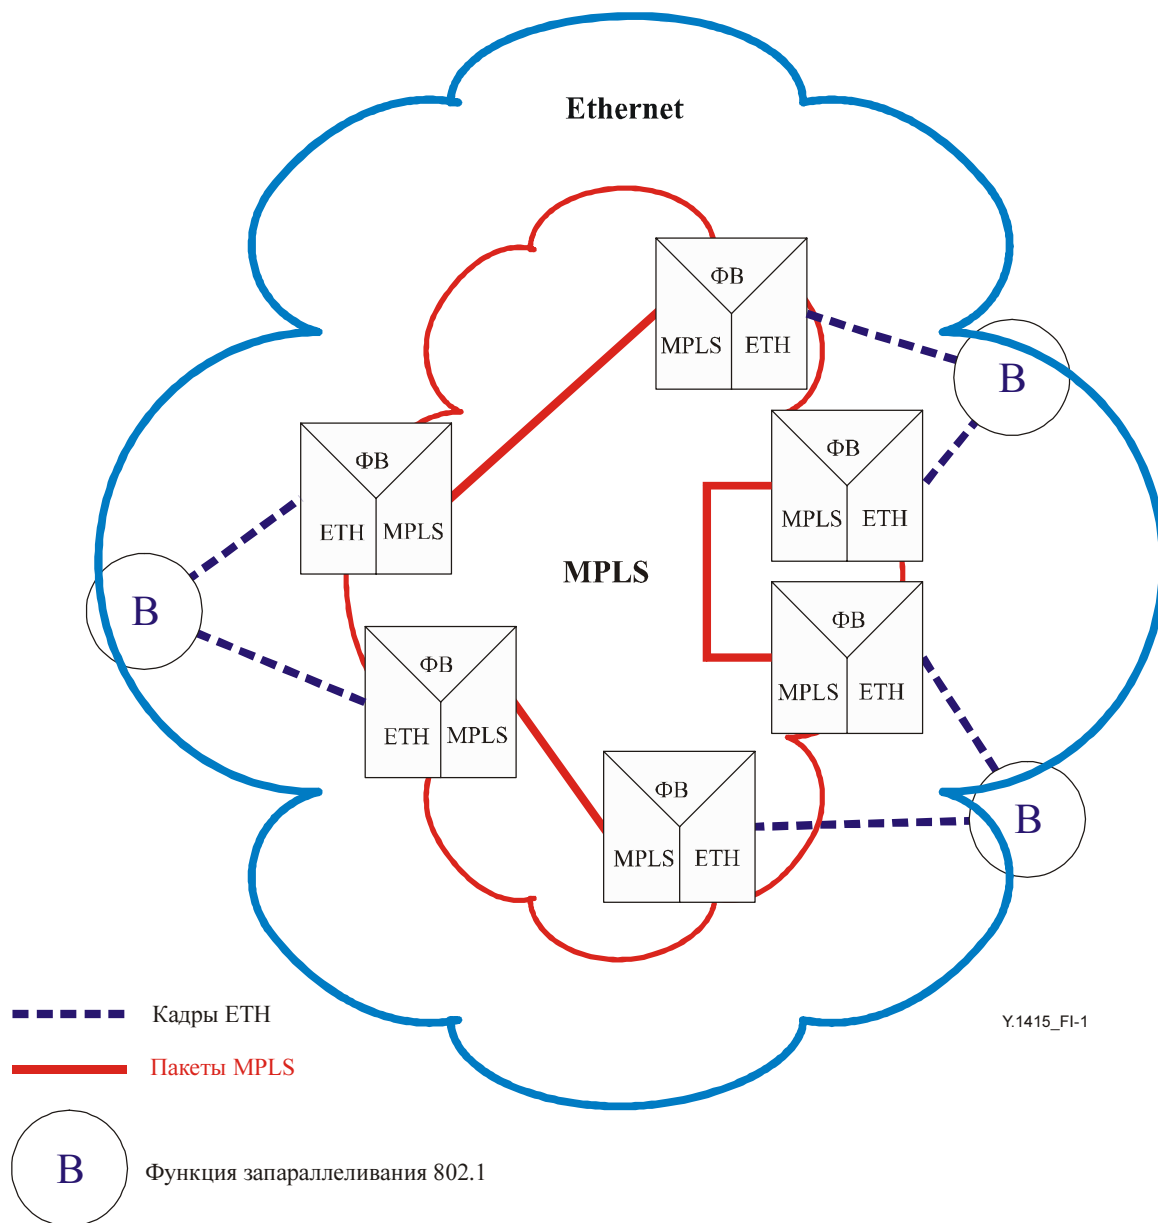 Ethernet
ФВ
MPLS
ETH
B
ФВ
ETH
MPLS
ФВ
MPLS
ETH
MPLS
B
ФВ
MPLS
ETH
ФВ
ETH
MPLS
ФВ
MPLS
ETH
B
Кадры ETH
Y.1415_FI-1
Пакеты MPLS
B
Функция запараллеливания 802.1